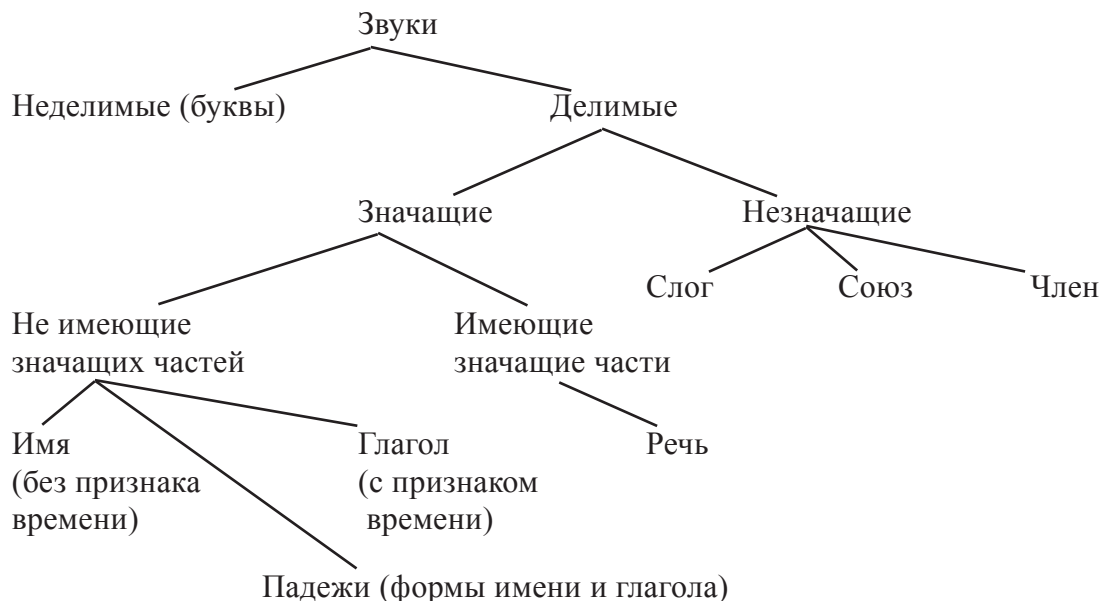 Звуки
Неделимые (буквы) Делимые
Значащие Незначащие
Слог Союз Член
Не имеющие
значащих частей
Имеющие
значащие части
Имя
(без признака
времени)
Глагол
(с признаком
времени)
Речь
Падежи (формы имени и глагола)